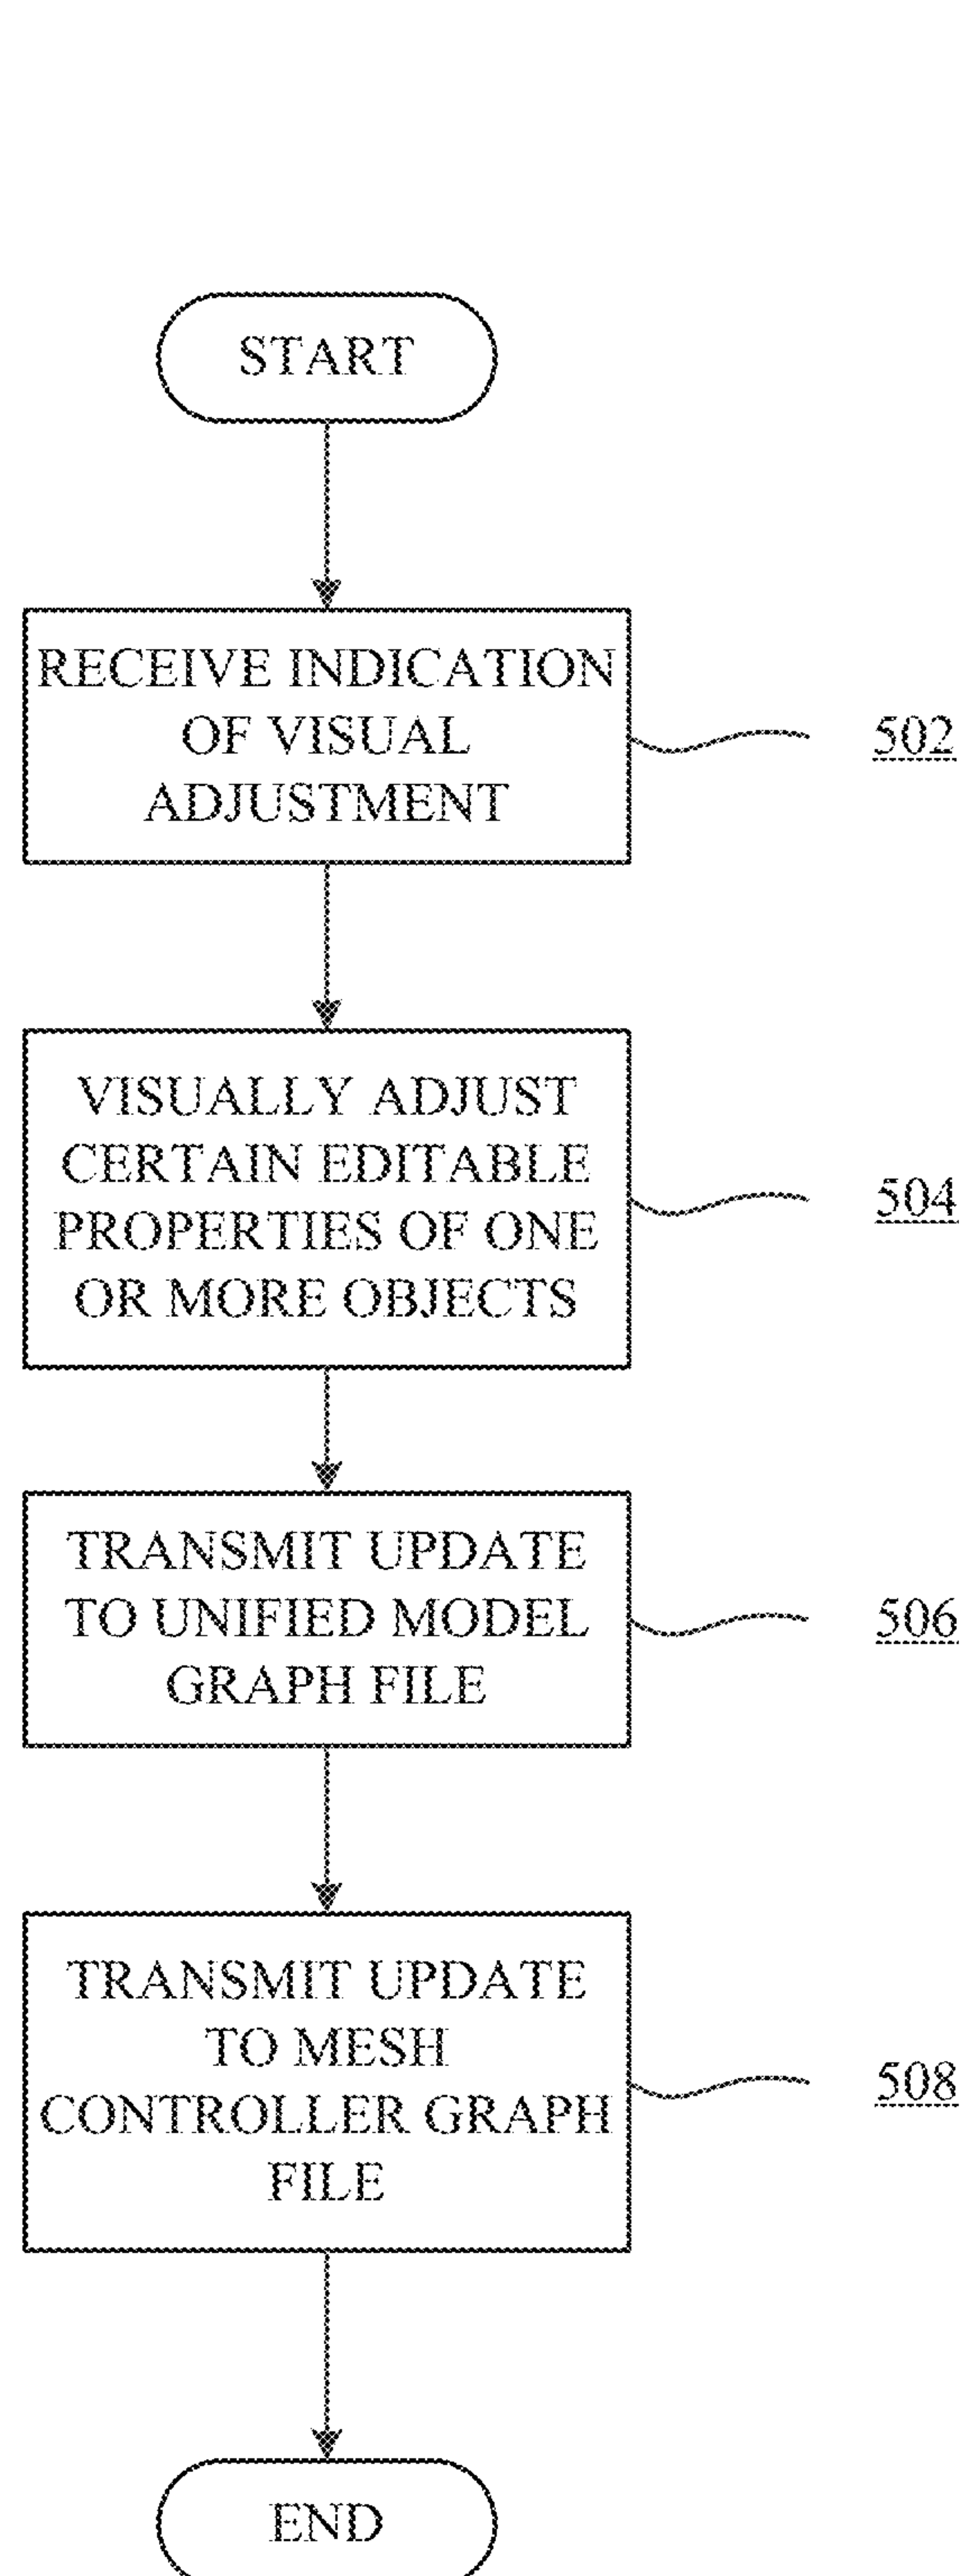 START
RECEIVE INDICATION
OF VISUAL
ADJUSTMENT
502
VISUALLY ADJUST
CERTAIN EDITABLE
PROPERTIES OF ONE
OR MORE OBJECTS
504
TRANSMIT UPDATE
TO UNIFIED MODEL
GRAPH FILE
506
TRANSMIT UPDATE
TO MESH
CONTROLLER GRAPH
FILE
508
END